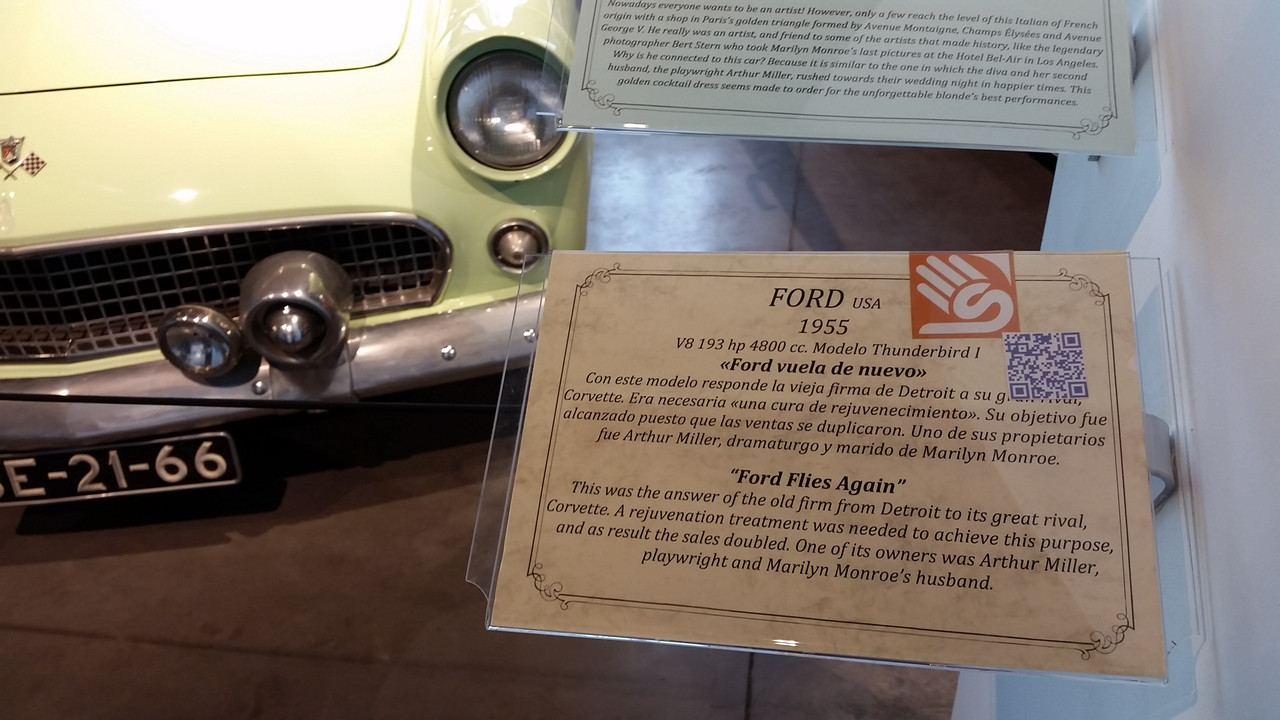 Nowadays everyone wants to be an artist! However, only a few reach the level of this Italian of French
origin with a shop in Paris's golden triangle formed by Avenue Montaigne, Champs Élysées and Avenue
George V. He really was an artist, and friend to some of the artists that made history, like the legendary
photographer Bert Stern who took Marilyn Monroe's last pictures at the Hotel Bel-Air in Los Angeles.
Why is he connected to this car? Because it is similar to the one in which the diva and her second
husband, the playwright Arthur Miller, rushed towards their wedding night in happier times. This
golden cocktail dress seems made to order for the unforgettable blonde's best performances.
FORD USA
1955
V8 193 hp 4800 cc. Modelo Thunderbird I
«Ford vuela de nuevo»
Con este modelo responde la vieja firma de Detroit a su
Corvette. Era necesaria «una cura de rejuvenecimiento». Su objetivo fue
alcanzado puesto que las ventas se duplicaron. Uno de sus propietarios
fue Arthur Miller, dramaturgo y marido de Marilyn Monroe.
"Ford Flies Again"
This was the answer of the old firm from Detroit to its great rival,
Corvette. A rejuvenation treatment was needed to achieve this purpose,
and as result the sales doubled. One of its owners was Arthur Miller,
playwright and Marilyn Monroe's husband.
E-21-66